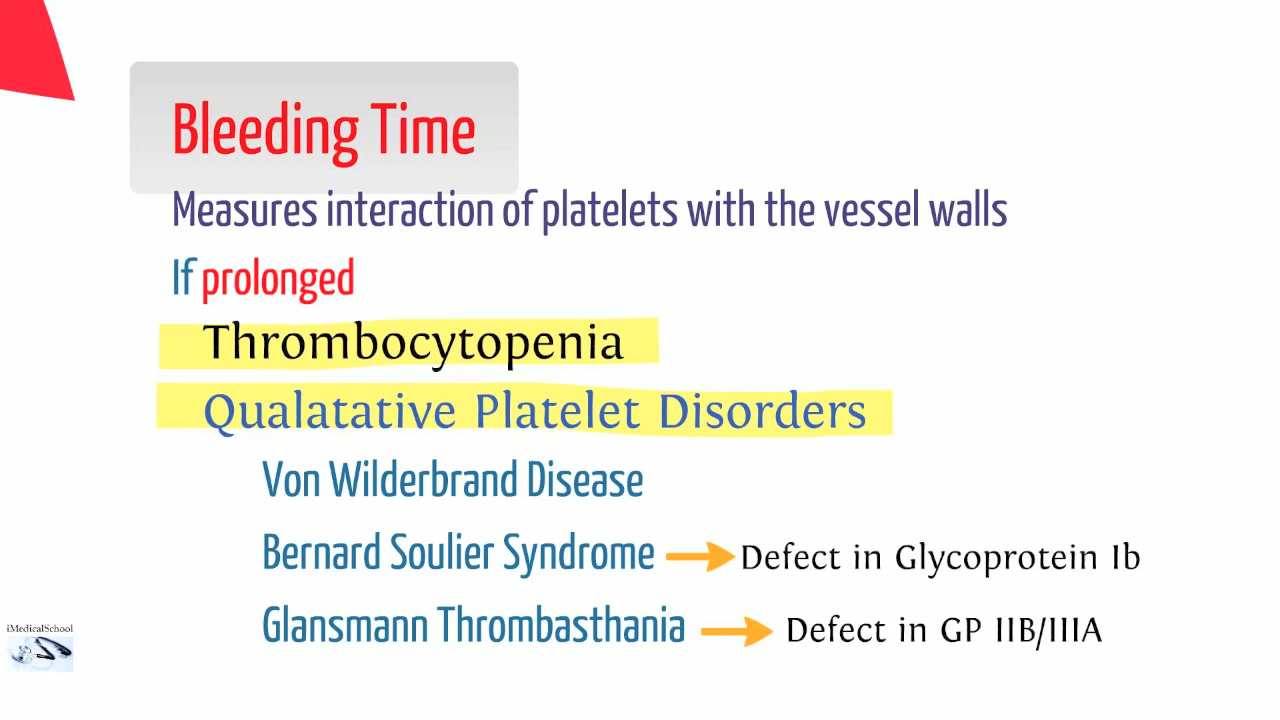 Bleeding Time
Measures interaction of platelets with the vessel walls
If prolonged
Thrombocytopenia
Qualatative Platelet Disorders
Von Wilderbrand Disease
Bernard Soulier Syndrome Defect in Glycoprotein Ib
Glansmann Thrombasthania Defect in GP IIB/IIIA
iMedicalSchool